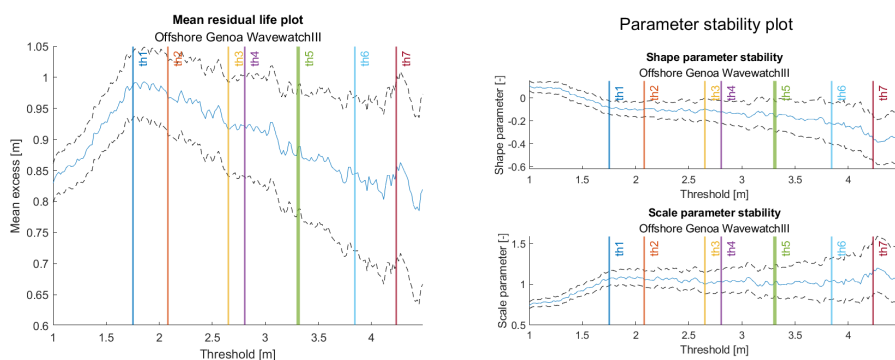 Mean residual life plot
Offshore Genoa WavewatchIII
1.05
1
0.95
0.9
0.85
0.8
0.75
0.7
0.65
0.6
Mean excess [m]
th1
th2
th3
th4
th5
th6
th7
1 1.5 2 2.5 3 3.5 4
Threshold [m]
Parameter stability plot
Shape parameter stability
Offshore Genoa WavewatchIII
0
-0.2
-0.4
-0.6
Shape parameter [-]
th1
th2
th3
th4
th5
th6
th7
1 1.5 2 2.5 3 3.5 4
Threshold [m]
Scale parameter stability
Offshore Genoa WavewatchIII
1.5
1
0.5
Scale parameter [-]
th1
th2
th3
th4
th5
th6
th7
1 1.5 2 2.5 3 3.5 4
Threshold [m]